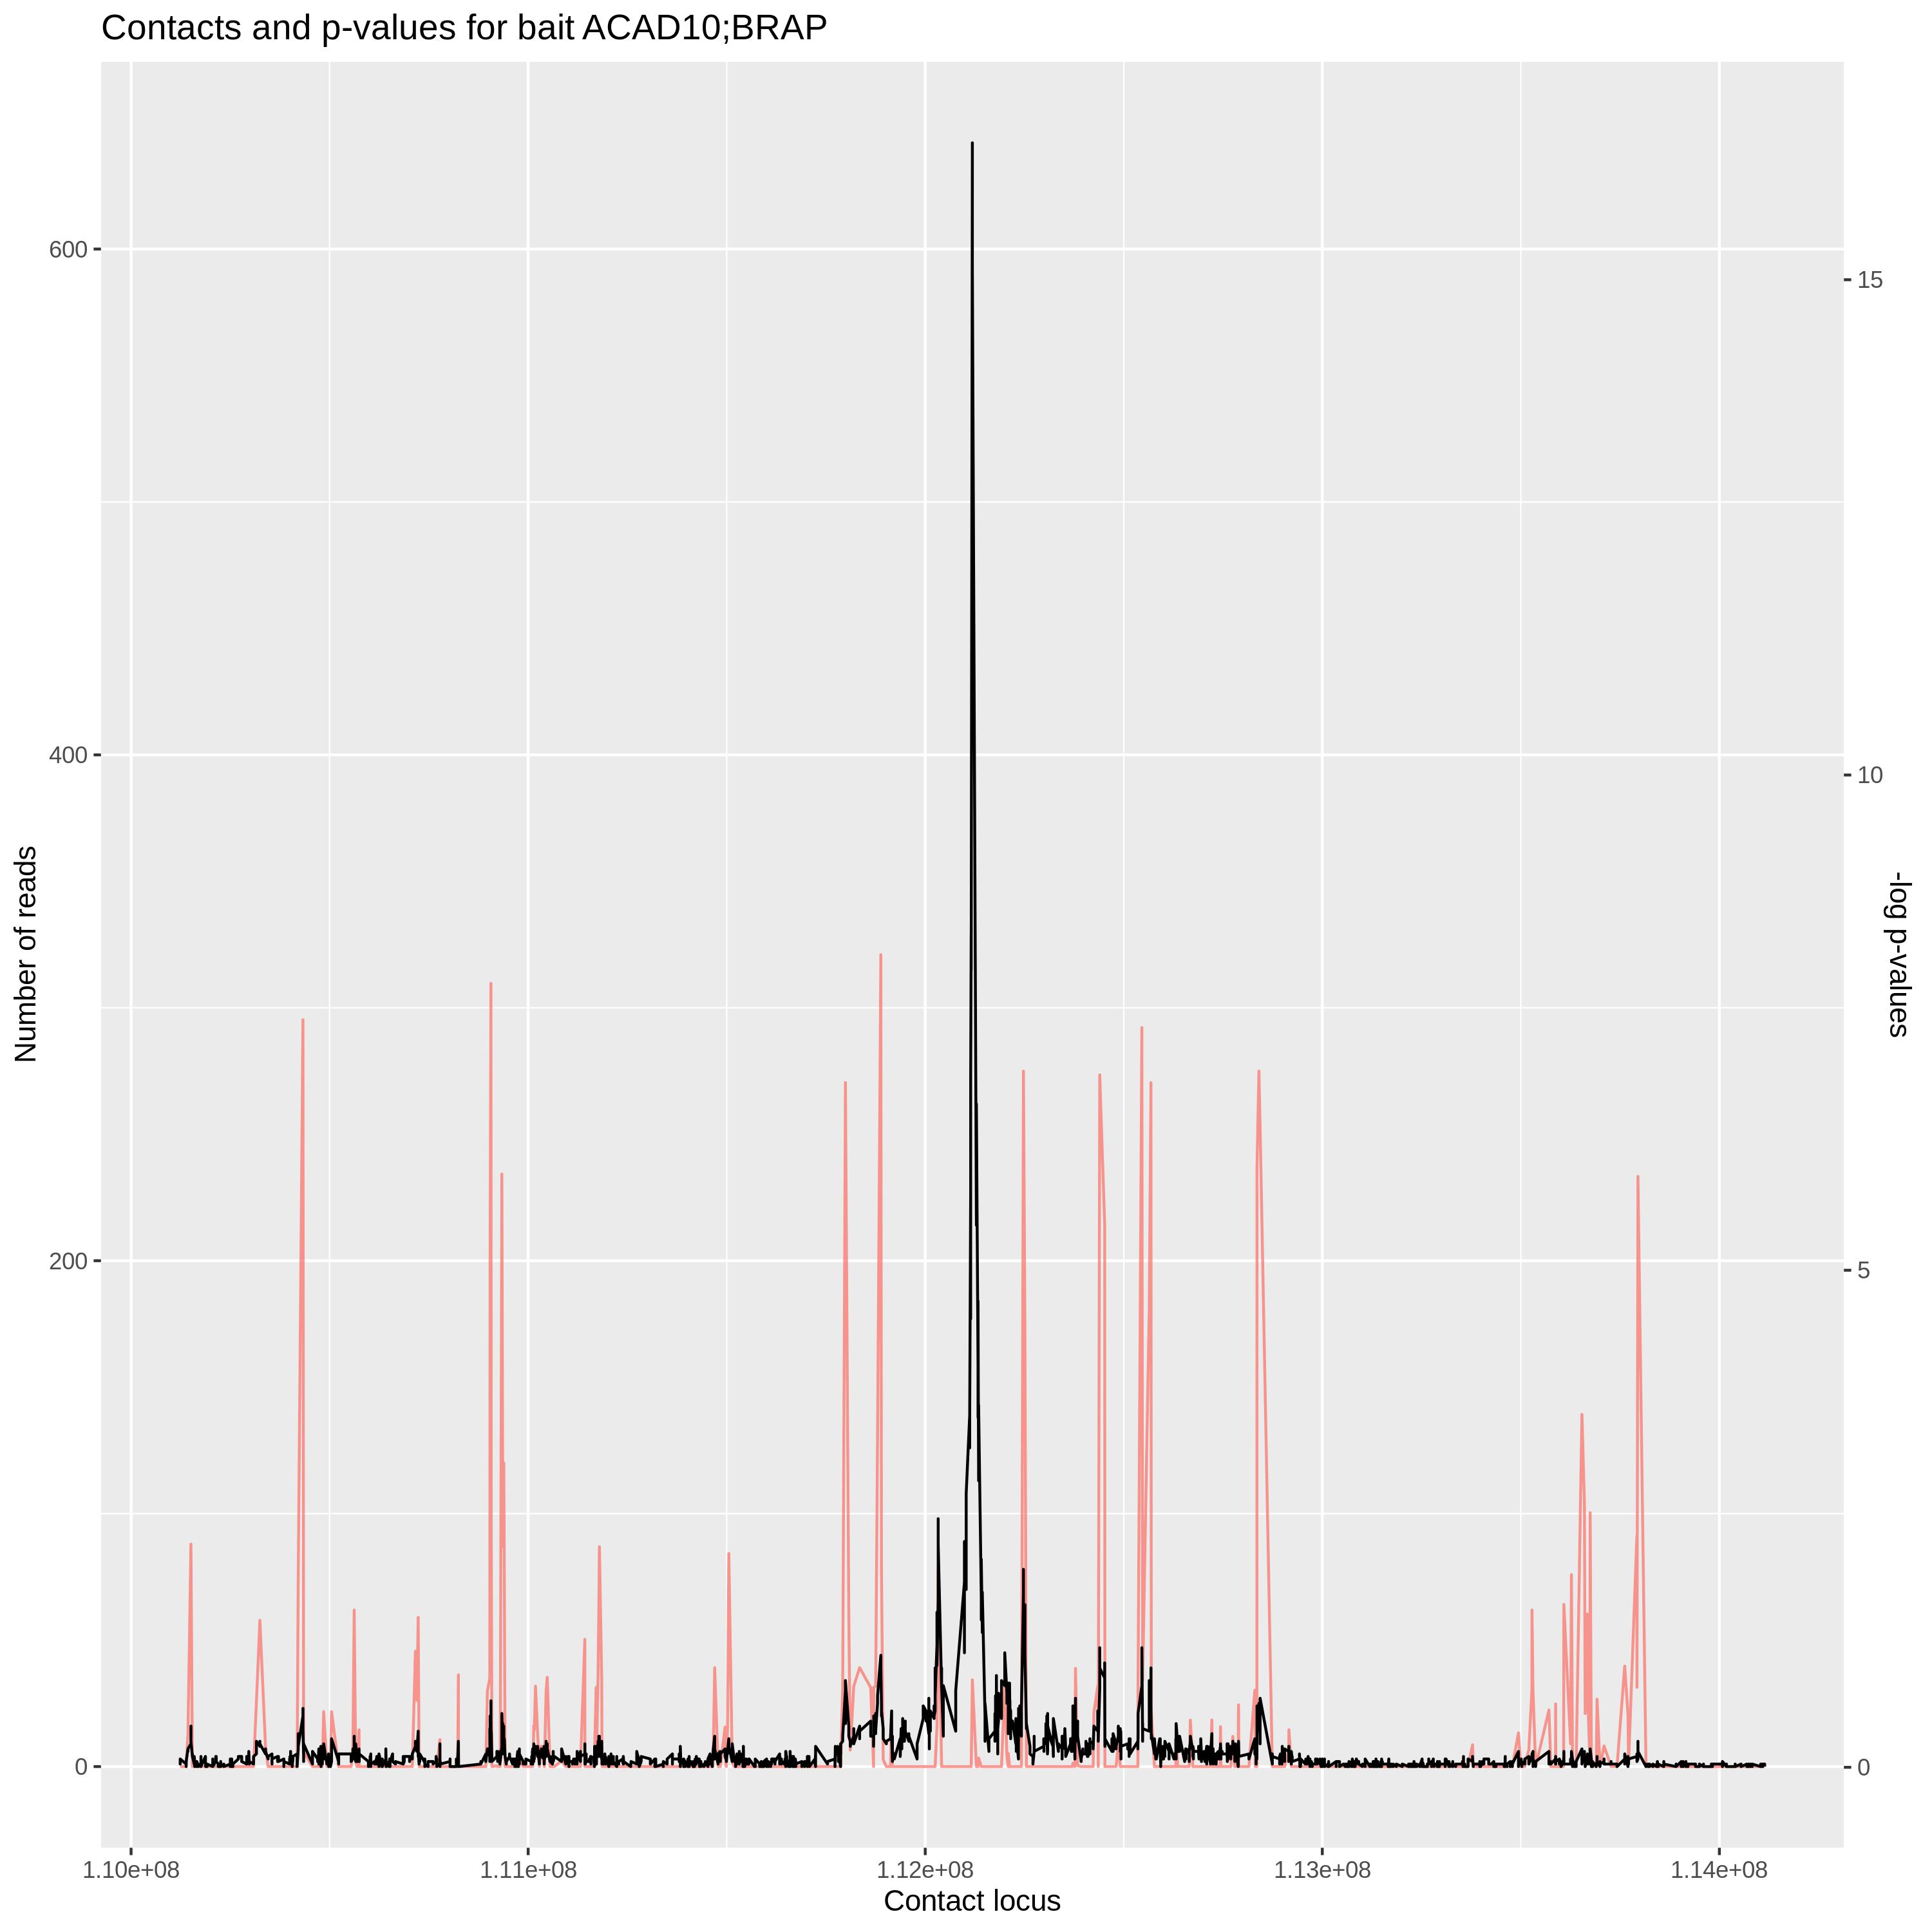 Contacts and p-values for bait ACAD10;BRAP
600
400
200
0
Number of reads
15
10
5
0
-log p-values
1.10e+08
1.11e+08
1.12e+08
1.13e+08
1.14e+08
Contact locus